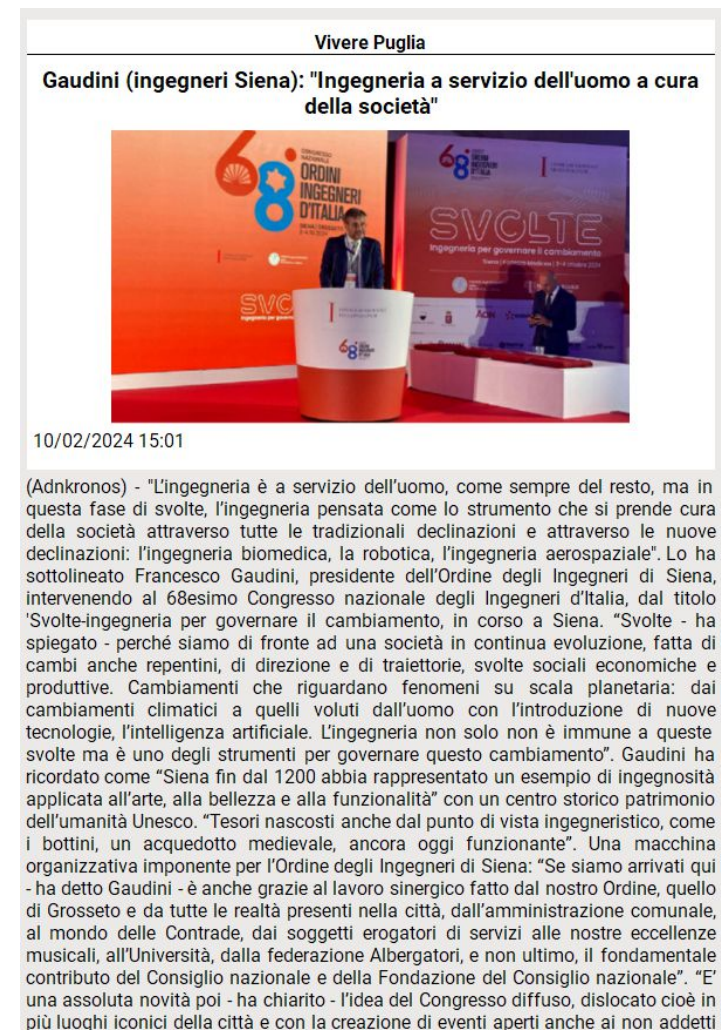 Vivere Puglia
Gaudini (ingegneri Siena): "Ingegneria a servizio dell'uomo a cura
della società"
68°
CONGRESSO
NAZIONALE
ORDINI
INGEGNERI
D'ITALIA
SVOLTE
Ingegneria per governare il cambiamento
68
10/02/2024 15:01
(Adnkronos) - "L’ingegneria è a servizio dell’uomo, come sempre del resto, ma in
questa fase di svolte, l’ingegneria pensata come lo strumento che si prende cura
della società attraverso tutte le tradizionali declinazioni e attraverso le nuove
declinazioni: l’ingegneria biomedica, la robotica, l’ingegneria aerospaziale". Lo ha
sottolineato Francesco Gaudini, presidente dell’Ordine degli Ingegneri di Siena,
intervenendo al 68esimo Congresso nazionale degli Ingegneri d’Italia, dal titolo
'Svolte-ingegneria per governare il cambiamento, in corso a Siena. “Svolte - ha
spiegato - perché siamo di fronte ad una società in continua evoluzione, fatta di
cambi anche repentini, di direzione e di traiettorie, svolte sociali economiche e
produttive. Cambiamenti che riguardano fenomeni su scala planetaria: dai
cambiamenti climatici a quelli voluti dall’uomo con l’introduzione di nuove
tecnologie, l’intelligenza artificiale. L’ingegneria non solo non è immune a queste
svolte ma è uno degli strumenti per governare questo cambiamento”. Gaudini ha
ricordato come “Siena fin dal 1200 abbia rappresentato un esempio di ingegnosità
applicata all’arte, alla bellezza e alla funzionalità” con un centro storico patrimonio
dell’umanità Unesco. “Tesori nascosti anche dal punto di vista ingegneristico, come
i bottini, un acquedotto medievale, ancora oggi funzionante”. Una macchina
organizzativa imponente per l’Ordine degli Ingegneri di Siena: “Se siamo arrivati qui
- ha detto Gaudini - è anche grazie al lavoro sinergico fatto dal nostro Ordine, quello
di Grosseto e da tutte le realtà presenti nella città, dall’amministrazione comunale,
al mondo delle Contrade, dai soggetti erogatori di servizi alle nostre eccellenze
musicali, all’Università, dalla federazione Albergatori, e non ultimo, il fondamentale
contributo del Consiglio nazionale e della Fondazione del Consiglio nazionale”. “E’
una assoluta novità poi - ha chiarito - l’idea del Congresso diffuso, dislocato cioè in
più luoghi iconici della città e con la creazione di eventi aperti anche ai non addetti